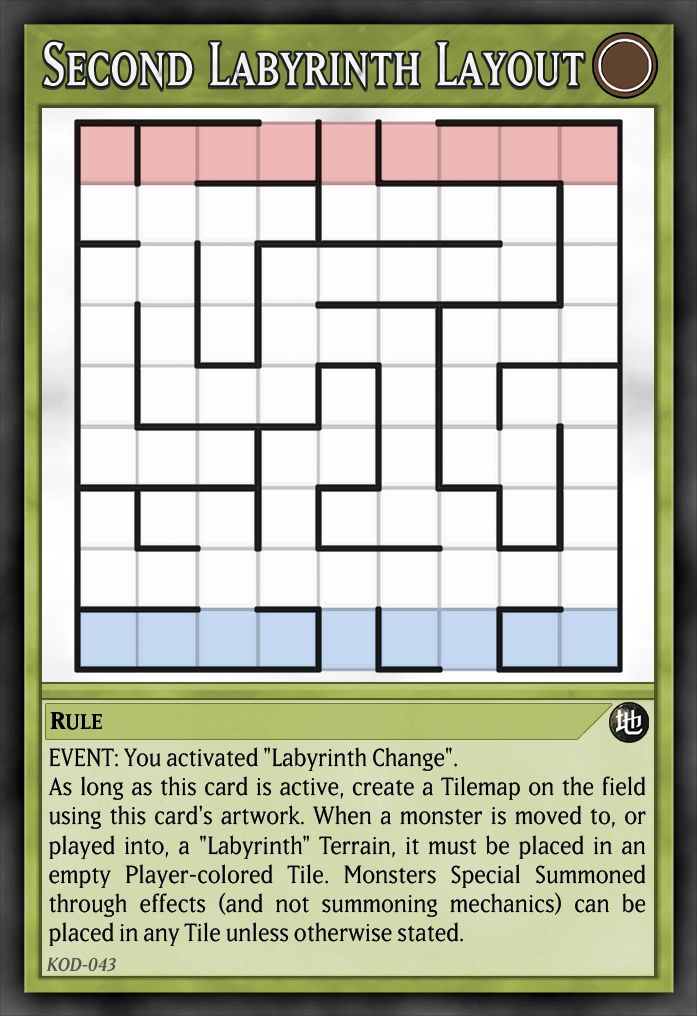 Second Labyrinth Layout
Rule
EVENT: You activated "Labyrinth Change".
As long as this card is active, create a Tilemap on the field
using this card's artwork. When a monster is moved to, or
played into, a "Labyrinth" Terrain, it must be placed in an
empty Player-colored Tile. Monsters Special Summoned
through effects (and not summoning mechanics) can be
placed in any Tile unless otherwise stated.
KOD-043